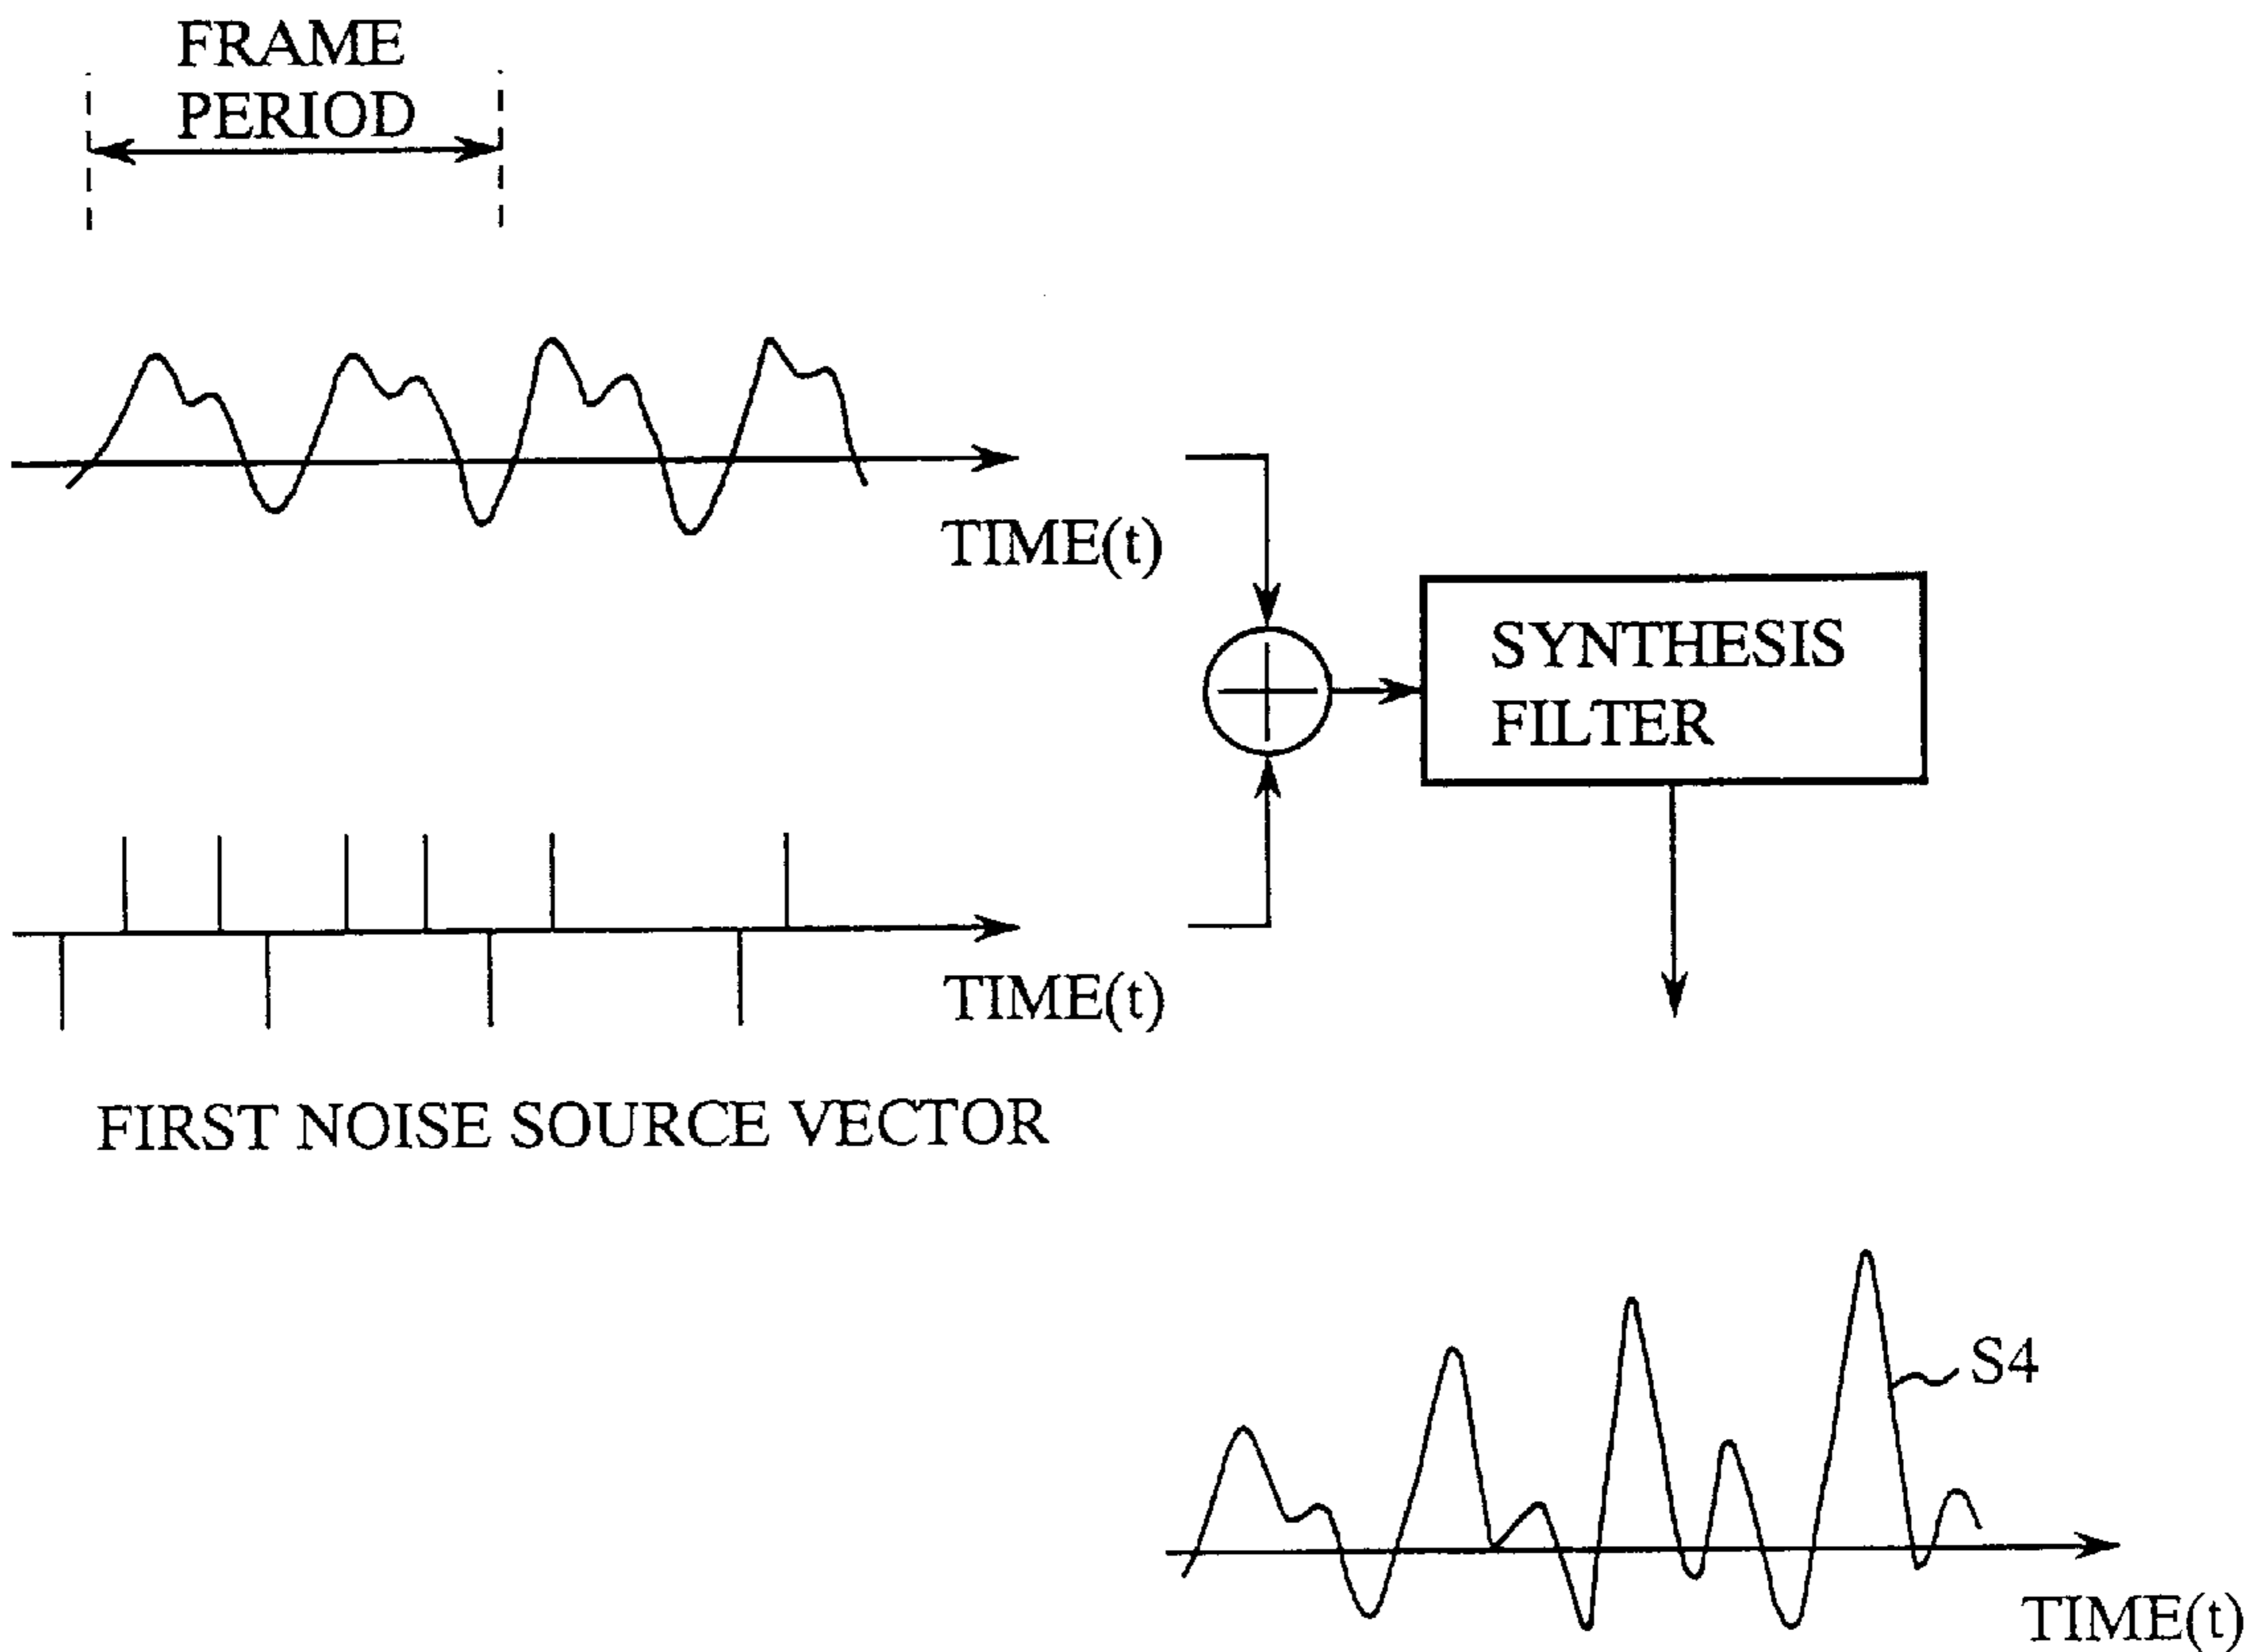 FRAME
PERIOD
TIME(t)
SYNTHESIS
FILTER
TIME(t)
FIRST NOISE SOURCE VECTOR
S4
TIME(t)